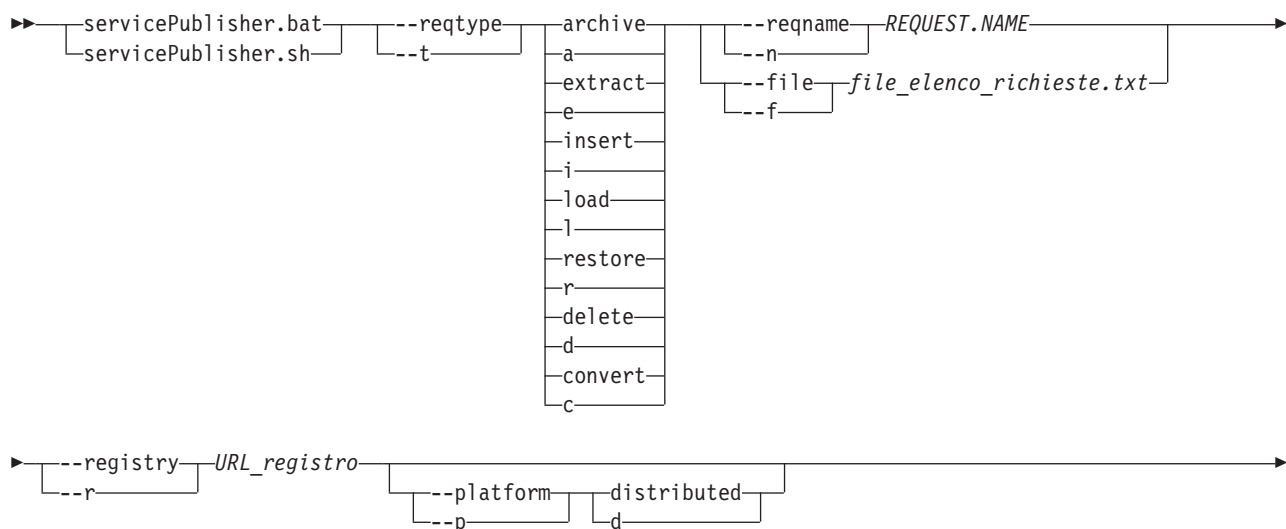 servicePublisher.bat --reqtype archive --reqname REQUEST.NAME
servicePublisher.sh --t a --n
extract --file file_elenco_richieste.txt
e --f
insert
i
load
l
restore
r
delete
d
convert
c
--registry URL_registro
--r --platform distributed
--p d